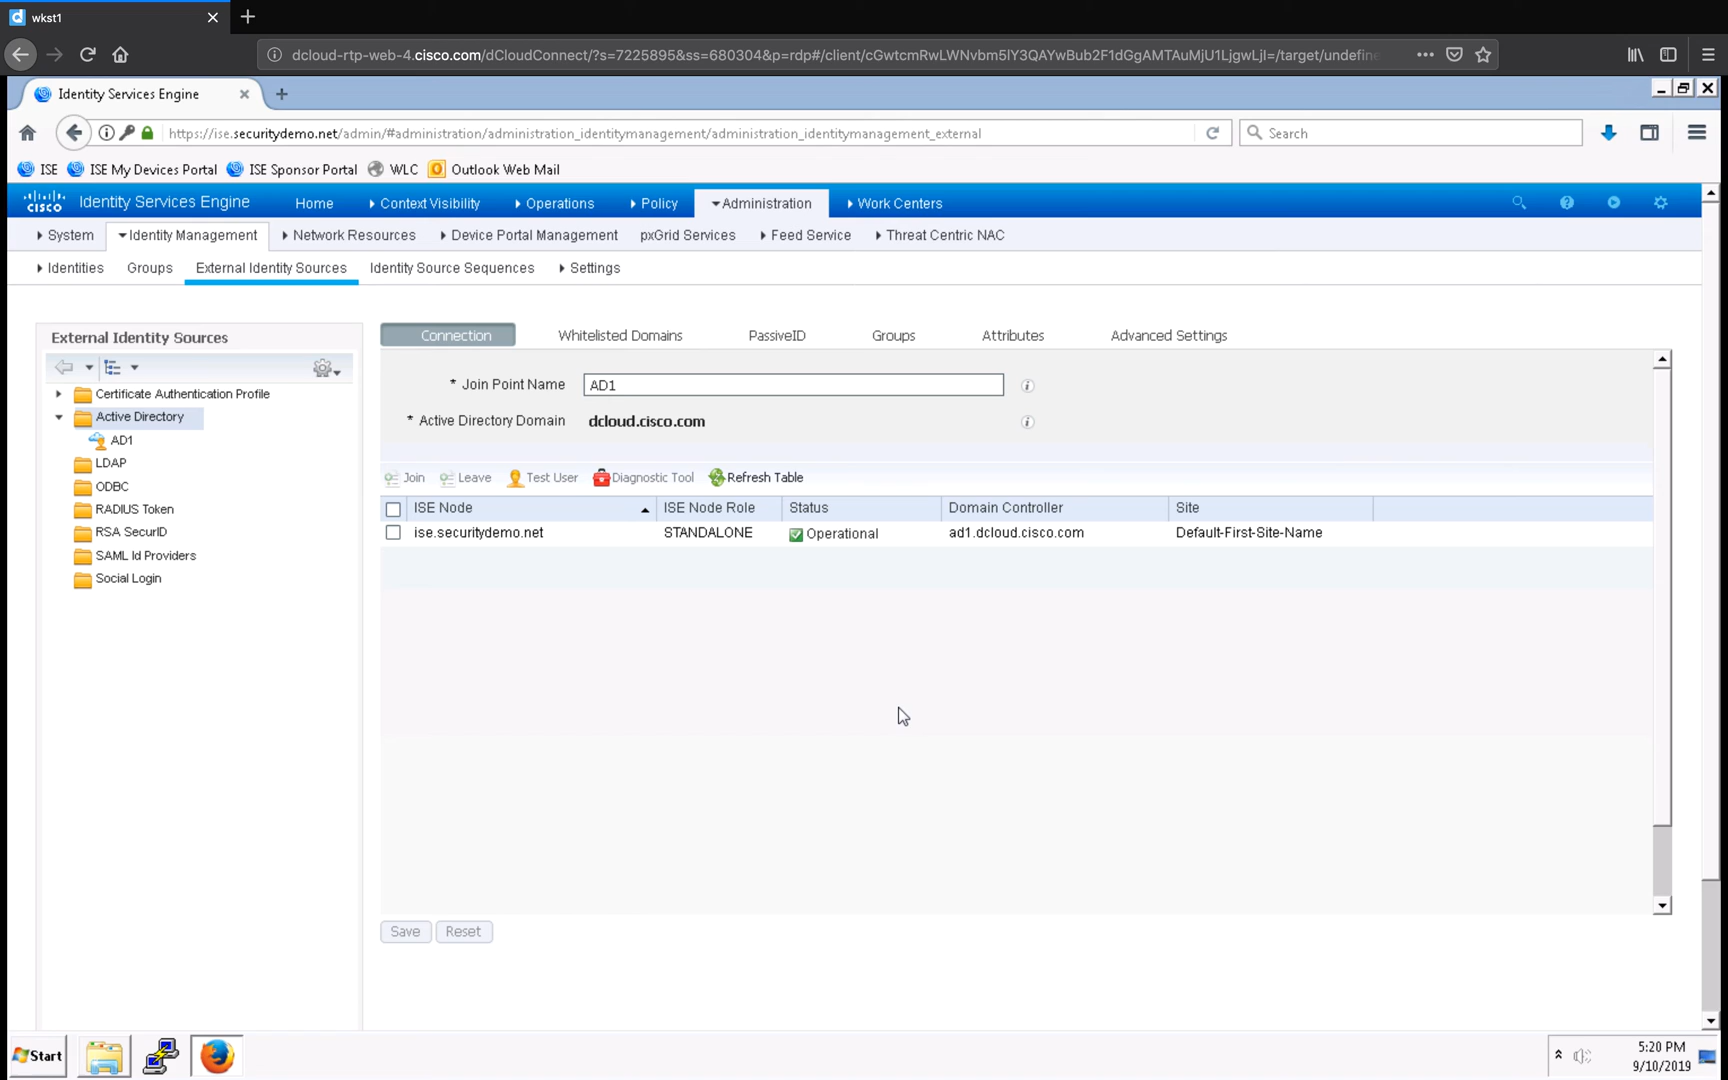 wkst1
dcloud-rtp-web-4.cisco.com/dCloudConnect/?s=7225895&ss=680304&p=rdp#/client/
Identity Services Engine
https://ise.securitydemo.net/admin/#administration/administration_identitymanagement/administration_identitymanagement_external
Search
ISE ISE My Devices Portal ISE Sponsor Portal WLC Outlook Web Mail
CISCO Identity Services Engine Home Context Visibility Operations Policy Administration Work Centers
System Identity Management Network Resources Device Portal Management pxGrid Services Feed Service Threat Centric NAC
Identities Groups External Identity Sources Identity Source Sequences Settings
External Identity Sources
Certificate Authentication Profile
Active Directory
AD1
LDAP
ODBC
RADIUS Token
RSA SecurID
SAML Id Providers
Social Login
Connection Whitelisted Domains PassiveID Groups Attributes Advanced Settings
* Join Point Name AD1
* Active Directory Domain dcloud.cisco.com
Join Leave Test User Diagnostic Tool Refresh Table
ISE Node ISE Node Role Status Domain Controller Site
ise.securitydemo.net STANDALONE Operational ad1.dcloud.cisco.com Default-First-Site-Name
Save Reset
Start
5:20 PM
9/10/2019